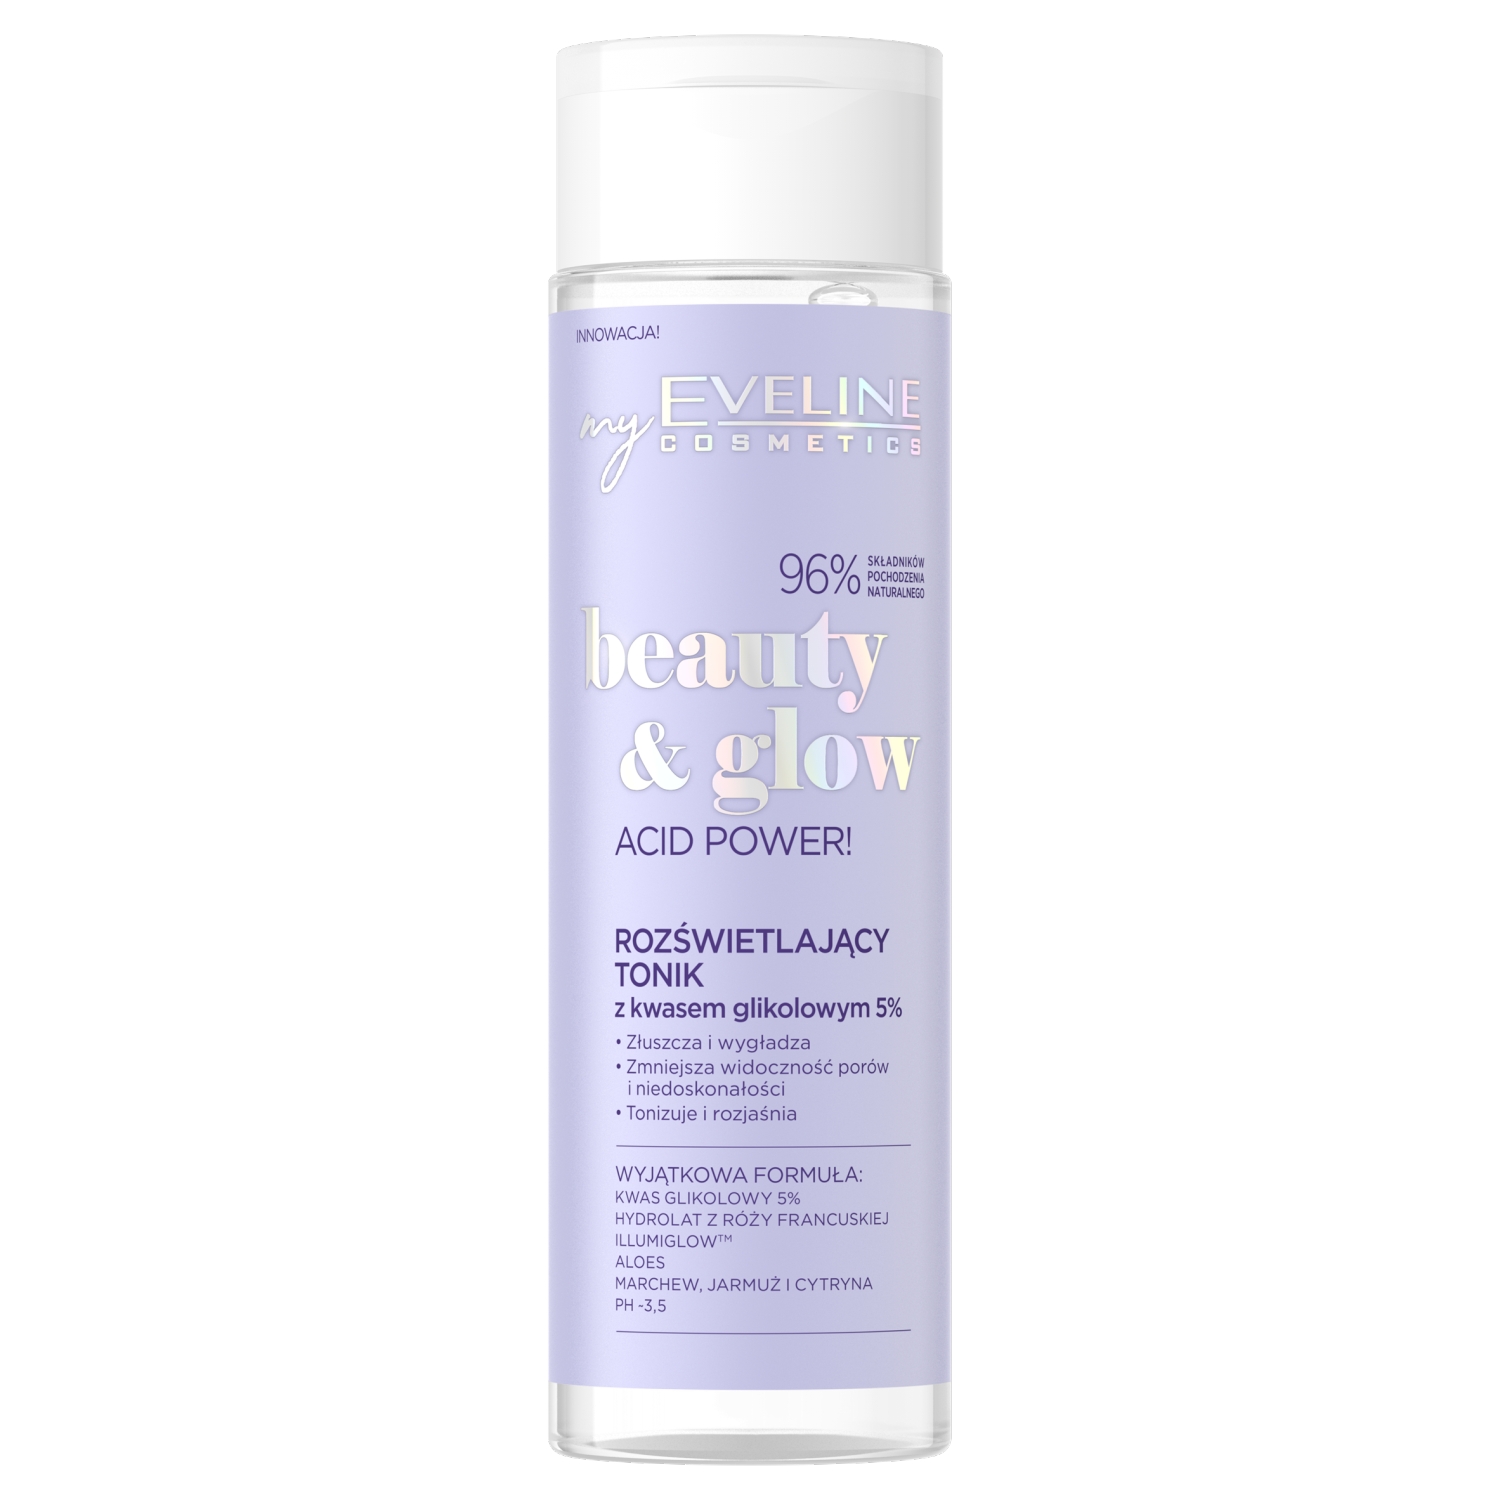 INNOWACJA!
my EVELINE
COSMETICS
96% SKŁADNIKÓW
POCHODZENIA
NATURALNEGO
beauty
& glow
ACID POWER!
ROZŚWIETLAJĄCY
TONIK
z kwasem glikolowym 5%
• Złuszcza i wygładza
• Zmniejsza widoczność porów
i niedoskonałości
• Tonizuje i rozjaśnia
WYJĄTKOWA FORMUŁA:
KWAS GLIKOLOWY 5%
HYDROLAT Z RÓŻY FRANCUSKIEJ
ILLUMIGLOW™
ALOES
MARCHEW, JARMUŻ I CYTRYNA
PH ~3,5